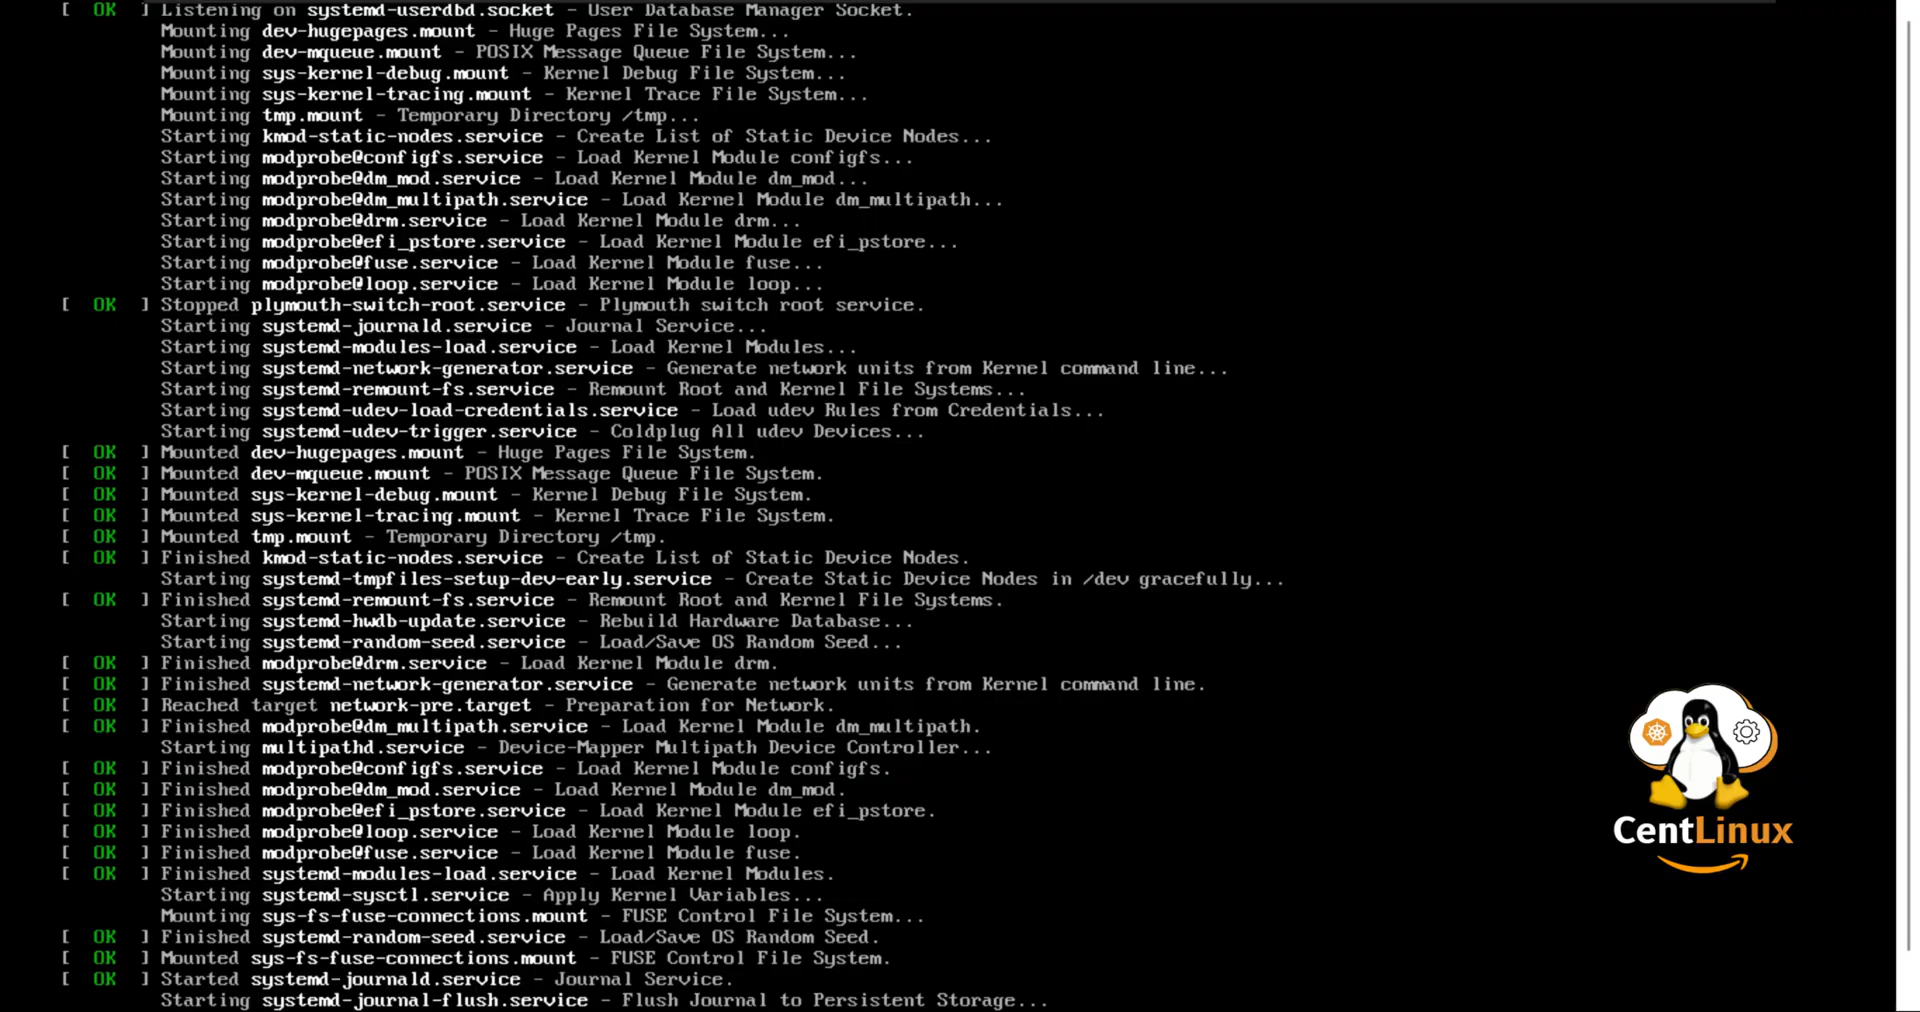 [  OK  ] Listening on systemd-userdbd.socket - User Database Manager Socket.
Mounting dev-hugepages.mount - Huge Pages File System...
Mounting dev-mqueue.mount - POSIX Message Queue File System...
Mounting sys-kernel-debug.mount - Kernel Debug File System...
Mounting sys-kernel-tracing.mount - Kernel Trace File System...
Mounting tmp.mount - Temporary Directory /tmp...
Starting kmod-static-nodes.service - Create List of Static Device Nodes...
Starting modprobe@configfs.service - Load Kernel Module configfs...
Starting modprobe@dm_mod.service - Load Kernel Module dm_mod...
Starting modprobe@dm_multipath.service - Load Kernel Module dm_multipath...
Starting modprobe@drm.service - Load Kernel Module drm...
Starting modprobe@efi_pstore.service - Load Kernel Module efi_pstore...
Starting modprobe@fuse.service - Load Kernel Module fuse...
Starting modprobe@loop.service - Load Kernel Module loop...
[  OK  ] Stopped plymouth-switch-root.service - Plymouth switch root service.
Starting systemd-journald.service - Journal Service...
Starting systemd-modules-load.service - Load Kernel Modules...
Starting systemd-network-generator.service - Generate network units from Kernel command line...
Starting systemd-remount-fs.service - Remount Root and Kernel File Systems...
Starting systemd-udev-load-credentials.service - Load udev Rules from Credentials...
Starting systemd-udev-trigger.service - Coldplug All udev Devices...
[  OK  ] Mounted dev-hugepages.mount - Huge Pages File System.
[  OK  ] Mounted dev-mqueue.mount - POSIX Message Queue File System.
[  OK  ] Mounted sys-kernel-debug.mount - Kernel Debug File System.
[  OK  ] Mounted sys-kernel-tracing.mount - Kernel Trace File System.
[  OK  ] Mounted tmp.mount - Temporary Directory /tmp.
[  OK  ] Finished kmod-static-nodes.service - Create List of Static Device Nodes.
Starting systemd-tmpfiles-setup-dev-early.service - Create Static Device Nodes in /dev gracefully...
[  OK  ] Finished systemd-remount-fs.service - Remount Root and Kernel File Systems.
Starting systemd-hwdb-update.service - Rebuild Hardware Database...
Starting systemd-random-seed.service - Load/Save OS Random Seed...
[  OK  ] Finished modprobe@drm.service - Load Kernel Module drm.
[  OK  ] Finished systemd-network-generator.service - Generate network units from Kernel command line.
[  OK  ] Reached target network-pre.target - Preparation for Network.
[  OK  ] Finished modprobe@dm_multipath.service - Load Kernel Module dm_multipath.
Starting multipathd.service - Device-Mapper Multipath Device Controller...
[  OK  ] Finished modprobe@configfs.service - Load Kernel Module configfs.
[  OK  ] Finished modprobe@dm_mod.service - Load Kernel Module dm_mod.
[  OK  ] Finished modprobe@efi_pstore.service - Load Kernel Module efi_pstore.
[  OK  ] Finished modprobe@loop.service - Load Kernel Module loop.
[  OK  ] Finished modprobe@fuse.service - Load Kernel Module fuse.
[  OK  ] Finished systemd-modules-load.service - Load Kernel Modules.
Starting systemd-sysctl.service - Apply Kernel Variables...
Mounting sys-fs-fuse-connections.mount - FUSE Control File System...
[  OK  ] Finished systemd-random-seed.service - Load/Save OS Random Seed.
[  OK  ] Mounted sys-fs-fuse-connections.mount - FUSE Control File System.
[  OK  ] Started systemd-journald.service - Journal Service.
Starting systemd-journal-flush.service - Flush Journal to Persistent Storage...
CentLinux